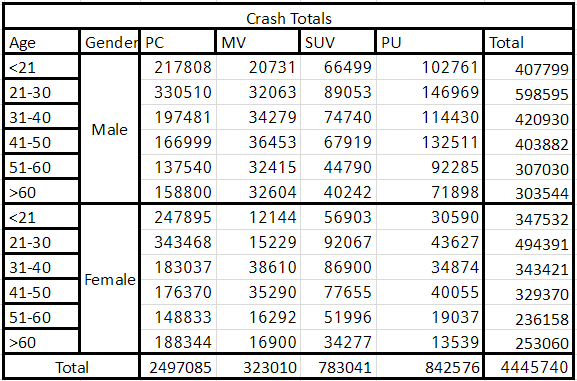 Crash Totals
Age Gender PC MV SUV PU Total
<21 217808 20731 66499 102761 407799
21-30 330510 32063 89053 146969 598595
31-40 197481 34279 74740 114430 420930
Male
41-50 166999 36453 67919 132511 403882
51-60 137540 32415 44790 92285 307030
>60 158800 32604 40242 71898 303544
<21 247895 12144 56903 30590 347532
21-30 343468 15229 92067 43627 494391
31-40 183037 38610 86900 34874 343421
Female
41-50 176370 35290 77655 40055 329370
51-60 148833 16292 51996 19037 236158
>60 188344 16900 34277 13539 253060
Total 2497085 323010 783041 842576 4445740